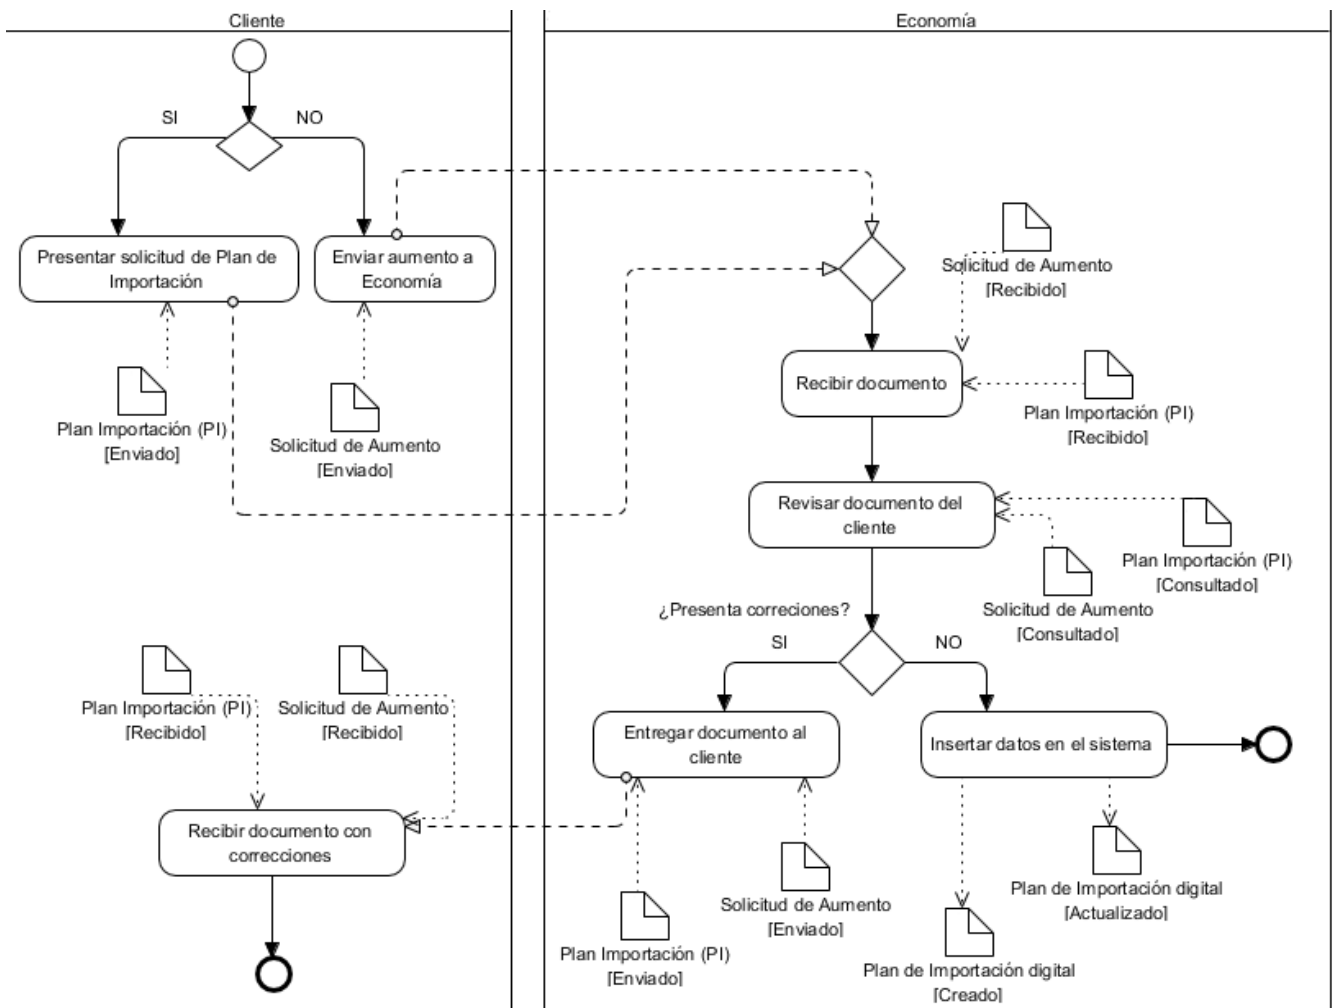 Cliente
Economía
SI
NO
Presentar solicitud de Plan de
Importación
Enviar aumento a
Economía
Solicitud de Aumento
[Recibido]
Recibir documento
Plan Importación (PI)
[Recibido]
Plan Importación (PI)
[Enviado]
Solicitud de Aumento
[Enviado]
Revisar documento del
cliente
Plan Importación (PI)
[Consultado]
Solicitud de Aumento
[Consultado]
¿Presenta correciones?
SI
NO
Plan Importación (PI)
[Recibido]
Solicitud de Aumento
[Recibido]
Entregar documento al
cliente
Insertar datos en el sistema
Recibir documento con
correcciones
Plan de Importación digital
[Actualizado]
Solicitud de Aumento
[Enviado]
Plan Importación (PI)
[Enviado]
Plan de Importación digital
[Creado]